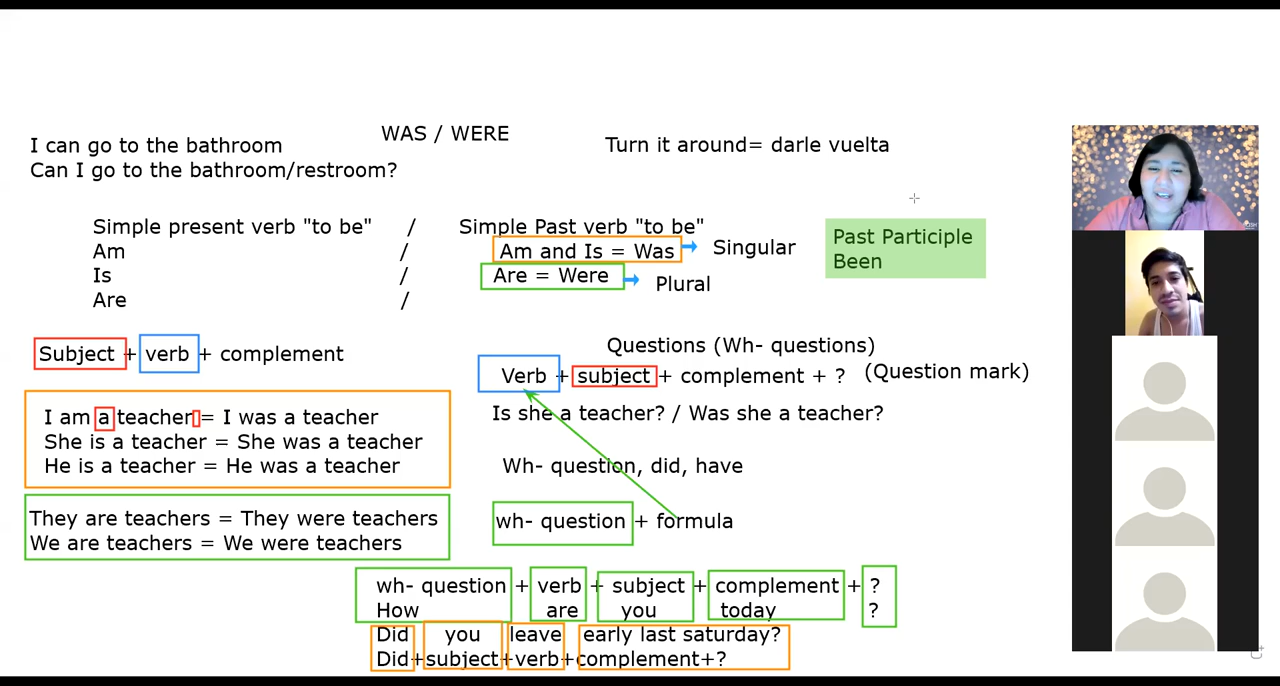 WAS / WERE
I can go to the bathroom
Can I go to the bathroom/restroom?
Turn it around= darle vuelta
Simple present verb "to be" / Simple Past verb "to be"
Am / Am and Is = Was Singular
Is / Are = Were Plural
Are /
Past Participle
Been
Subject + verb + complement
I am a teacher = I was a teacher
She is a teacher = She was a teacher
He is a teacher = He was a teacher
They are teachers = They were teachers
We are teachers = We were teachers
Questions (Wh- questions)
Verb + subject + complement + ? (Question mark)
Is she a teacher? / Was she a teacher?
Wh- question, did, have
wh- question + formula
wh- question + verb + subject + complement + ?
How are you today ?
Did you leave early last saturday?
Did+subject+verb+complement+?